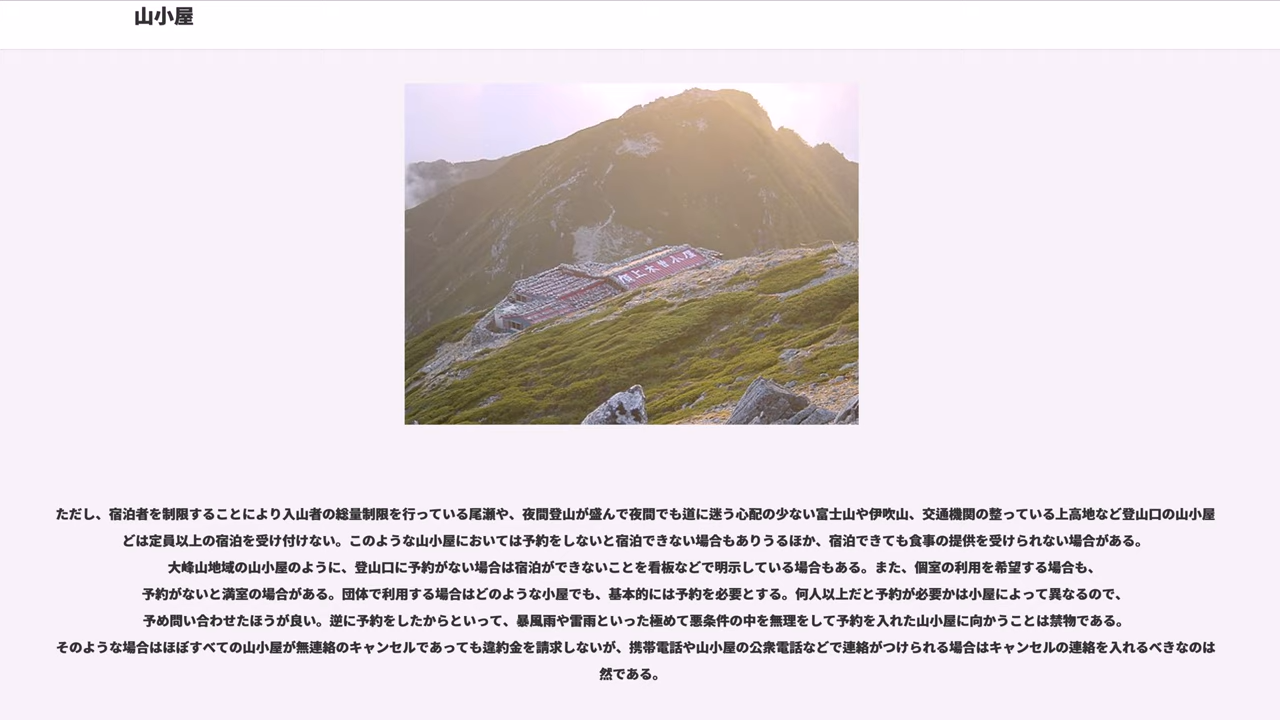 山小屋
頂上木曽小屋
ただし、宿泊者を制限することにより入山者の総量制限を行っている尾瀬や、夜間登山が盛んで夜間でも道に迷う心配の少ない富士山や伊吹山、交通機関の整っている上高地など登山口の山小屋
どは定員以上の宿泊を受け付けない。このような山小屋においては予約をしないと宿泊できない場合もありうるほか、宿泊できても食事の提供を受けられない場合がある。
大峰山地域の山小屋のように、登山口に予約がない場合は宿泊ができないことを看板などで明示している場合もある。また、個室の利用を希望する場合も、
予約がないと満室の場合がある。団体で利用する場合はどのような小屋でも、基本的には予約を必要とする。何人以上だと予約が必要かは小屋によって異なるので、
予め問い合わせたほうが良い。逆に予約をしたからといって、暴風雨や雷雨といった極めて悪条件の中を無理をして予約を入れた山小屋に向かうことは禁物である。
そのような場合はほぼすべての山小屋が無連絡のキャンセルであっても違約金を請求しないが、携帯電話や山小屋の公衆電話などで連絡がつけられる場合はキャンセルの連絡を入れるべきなのは
然である。